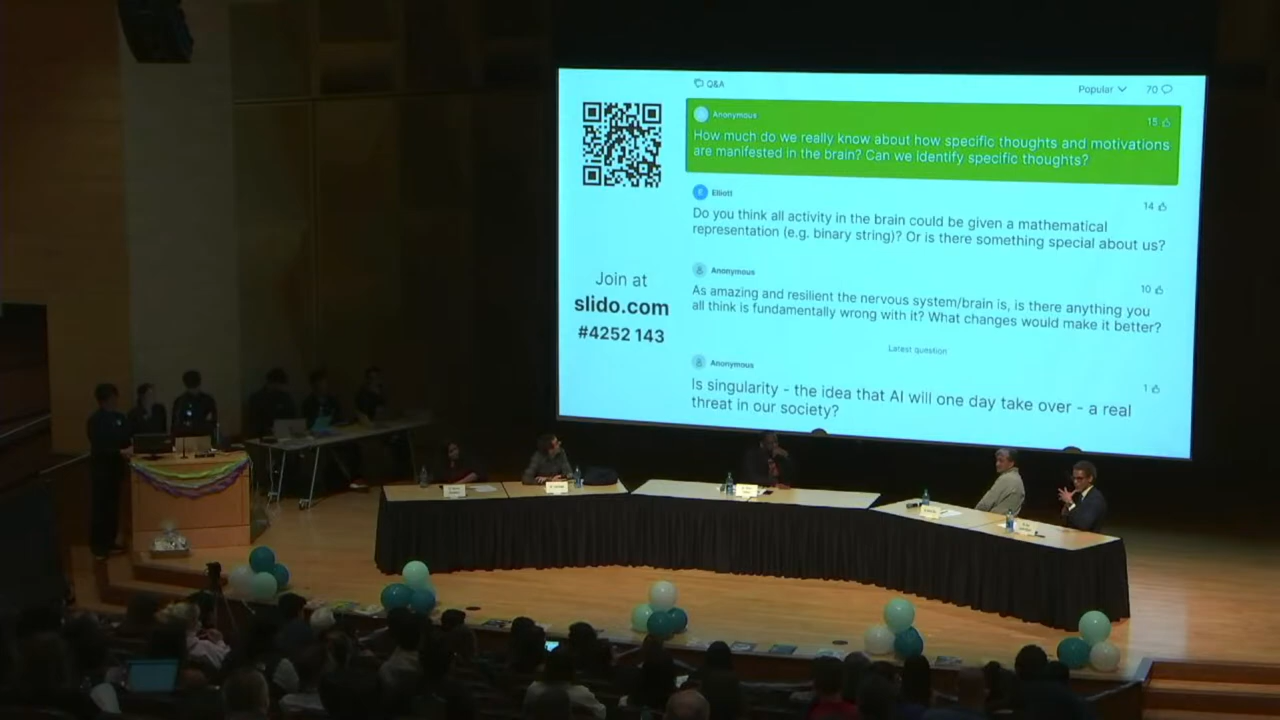 Q&A
Popular
70
Anonymous
15
How much do we really know about how specific thoughts and motivations
are manifested in the brain? Can we identify specific thoughts?
E
Elliott
14
Do you think all activity in the brain could be given a mathematical
representation (e.g. binary string)? Or is there something special about us?
Anonymous
10
As amazing and resilient the nervous system/brain is, is there anything you
all think is fundamentally wrong with it? What changes would make it better?
Latest question
Anonymous
1
Is singularity - the idea that AI will one day take over - a real
threat in our society?
Join at
slido.com
#4252 143